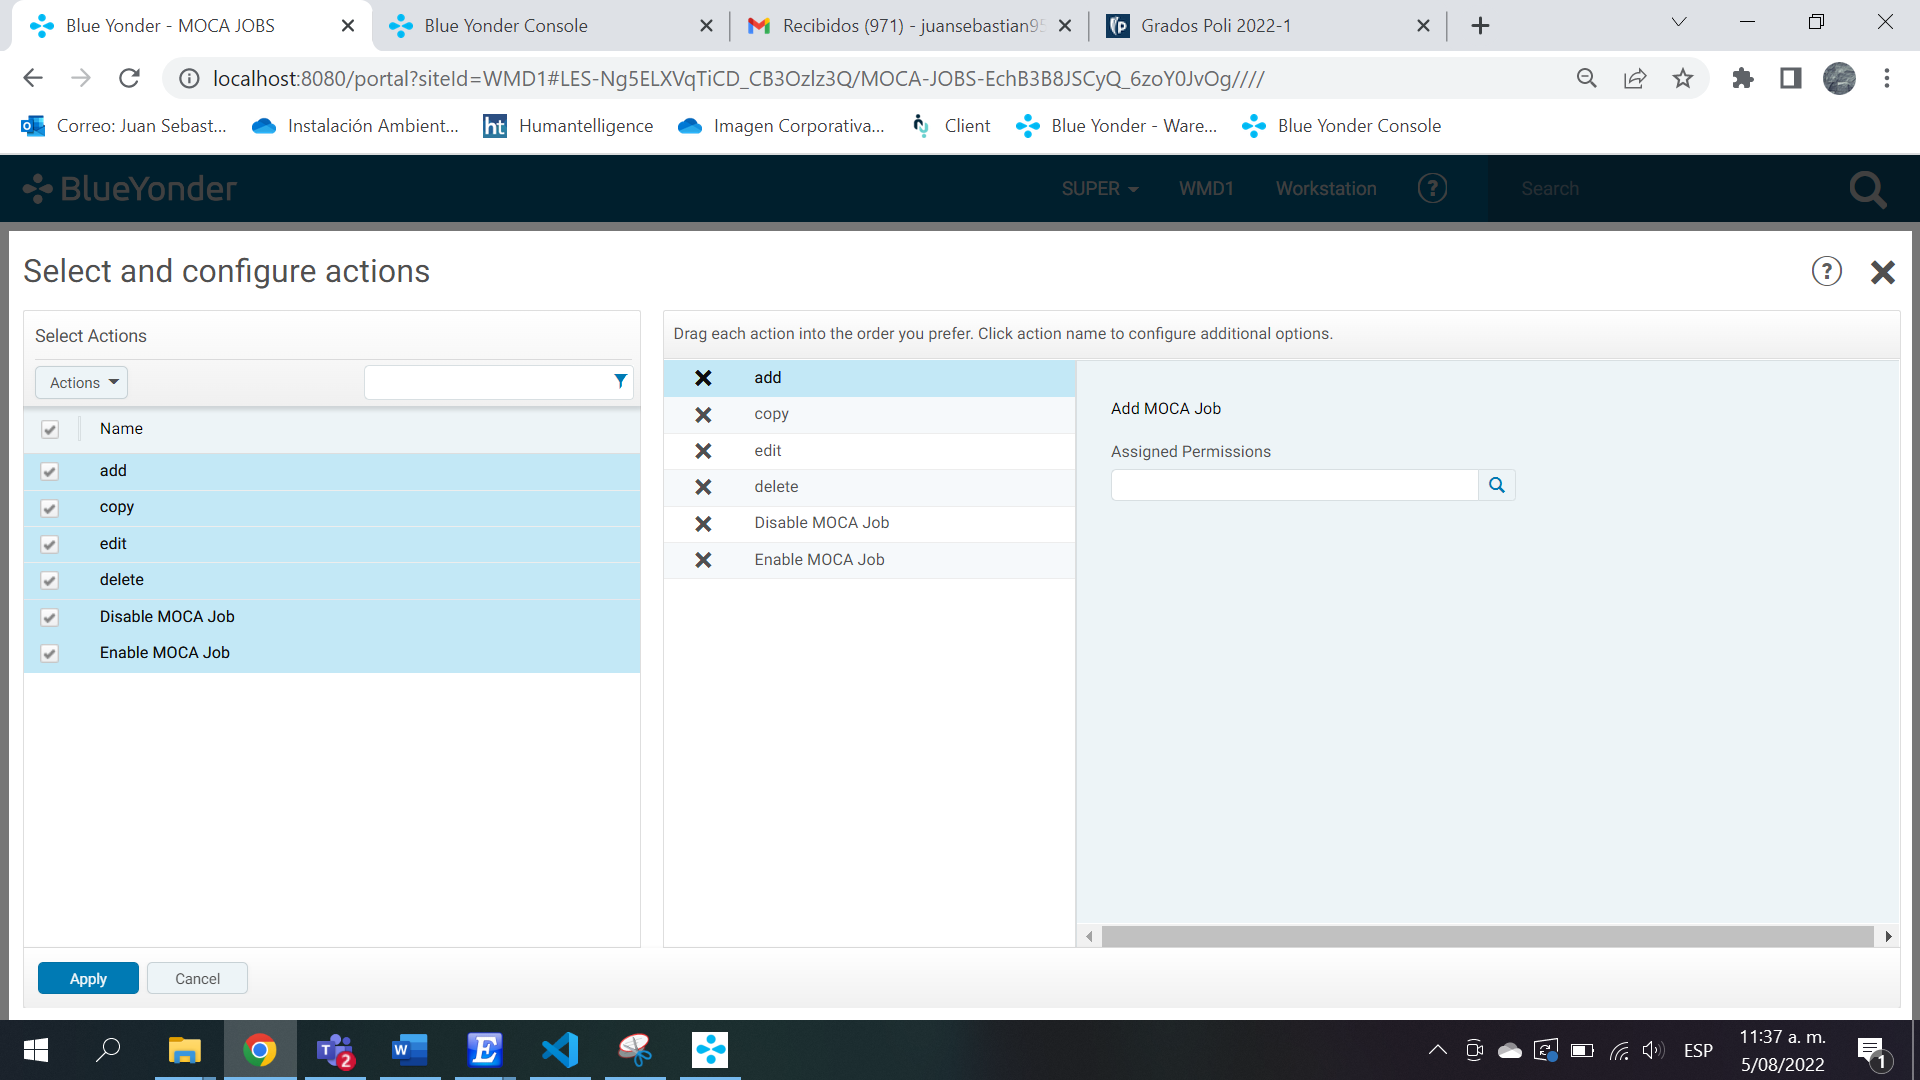 Blue Yonder - MOCA JOBS
Blue Yonder Console
Recibidos (971) - juansebastian95
Grados Poli 2022-1
localhost:8080/portal?siteId=WMD1#LES-Ng5ELXVqTiCD_CB3Ozlz3Q/MOCA-JOBS-EchB3B8JSCyQ_6zoY0JvOg////
Correo: Juan Sebast...
Instalación Ambient...
ht Humantelligence
Imagen Corporativa...
Client
Blue Yonder - Ware...
Blue Yonder Console
BlueYonder
SUPER
WMD1
Workstation
?
Search
Select and configure actions
?
Select Actions
Drag each action into the order you prefer. Click action name to configure additional options.
Actions
Name
add
copy
edit
delete
Disable MOCA Job
Enable MOCA Job
add
copy
edit
delete
Disable MOCA Job
Enable MOCA Job
Add MOCA Job
Assigned Permissions
Apply
Cancel
T
2
W
E
ESP
11:37 a. m.
5/08/2022
1